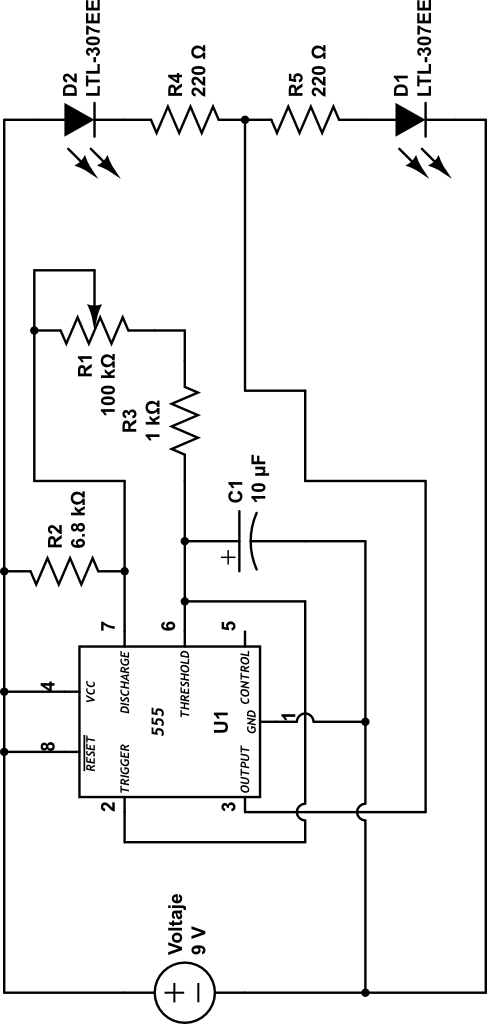 D2
LTL-307EE
R4
220 Ω
R5
220 Ω
D1
LTL-307EE
R1
100 kΩ
R3
1 kΩ
R2
6.8 kΩ
C1
10 µF
+
7
6
5
4
8
1
2
3
VCC
RESET
DISCHARGE
THRESHOLD
CONTROL
555
U1
TRIGGER
GND
OUTPUT
Voltaje
9 V
+
−